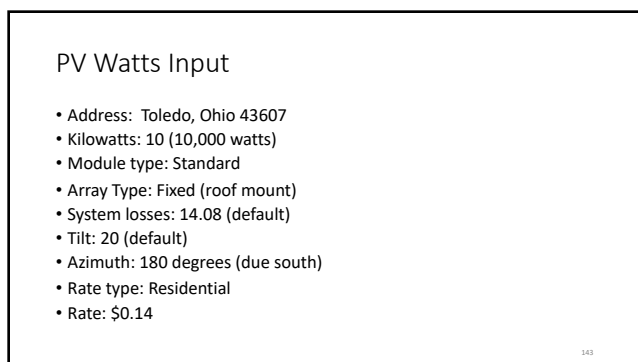 PV Watts Input
• Address:  Toledo, Ohio 43607
• Kilowatts: 10 (10,000 watts)
• Module type: Standard
• Array Type: Fixed (roof mount)
• System losses: 14.08 (default)
• Tilt: 20 (default)
• Azimuth: 180 degrees (due south)
• Rate type: Residential
• Rate: $0.14
143